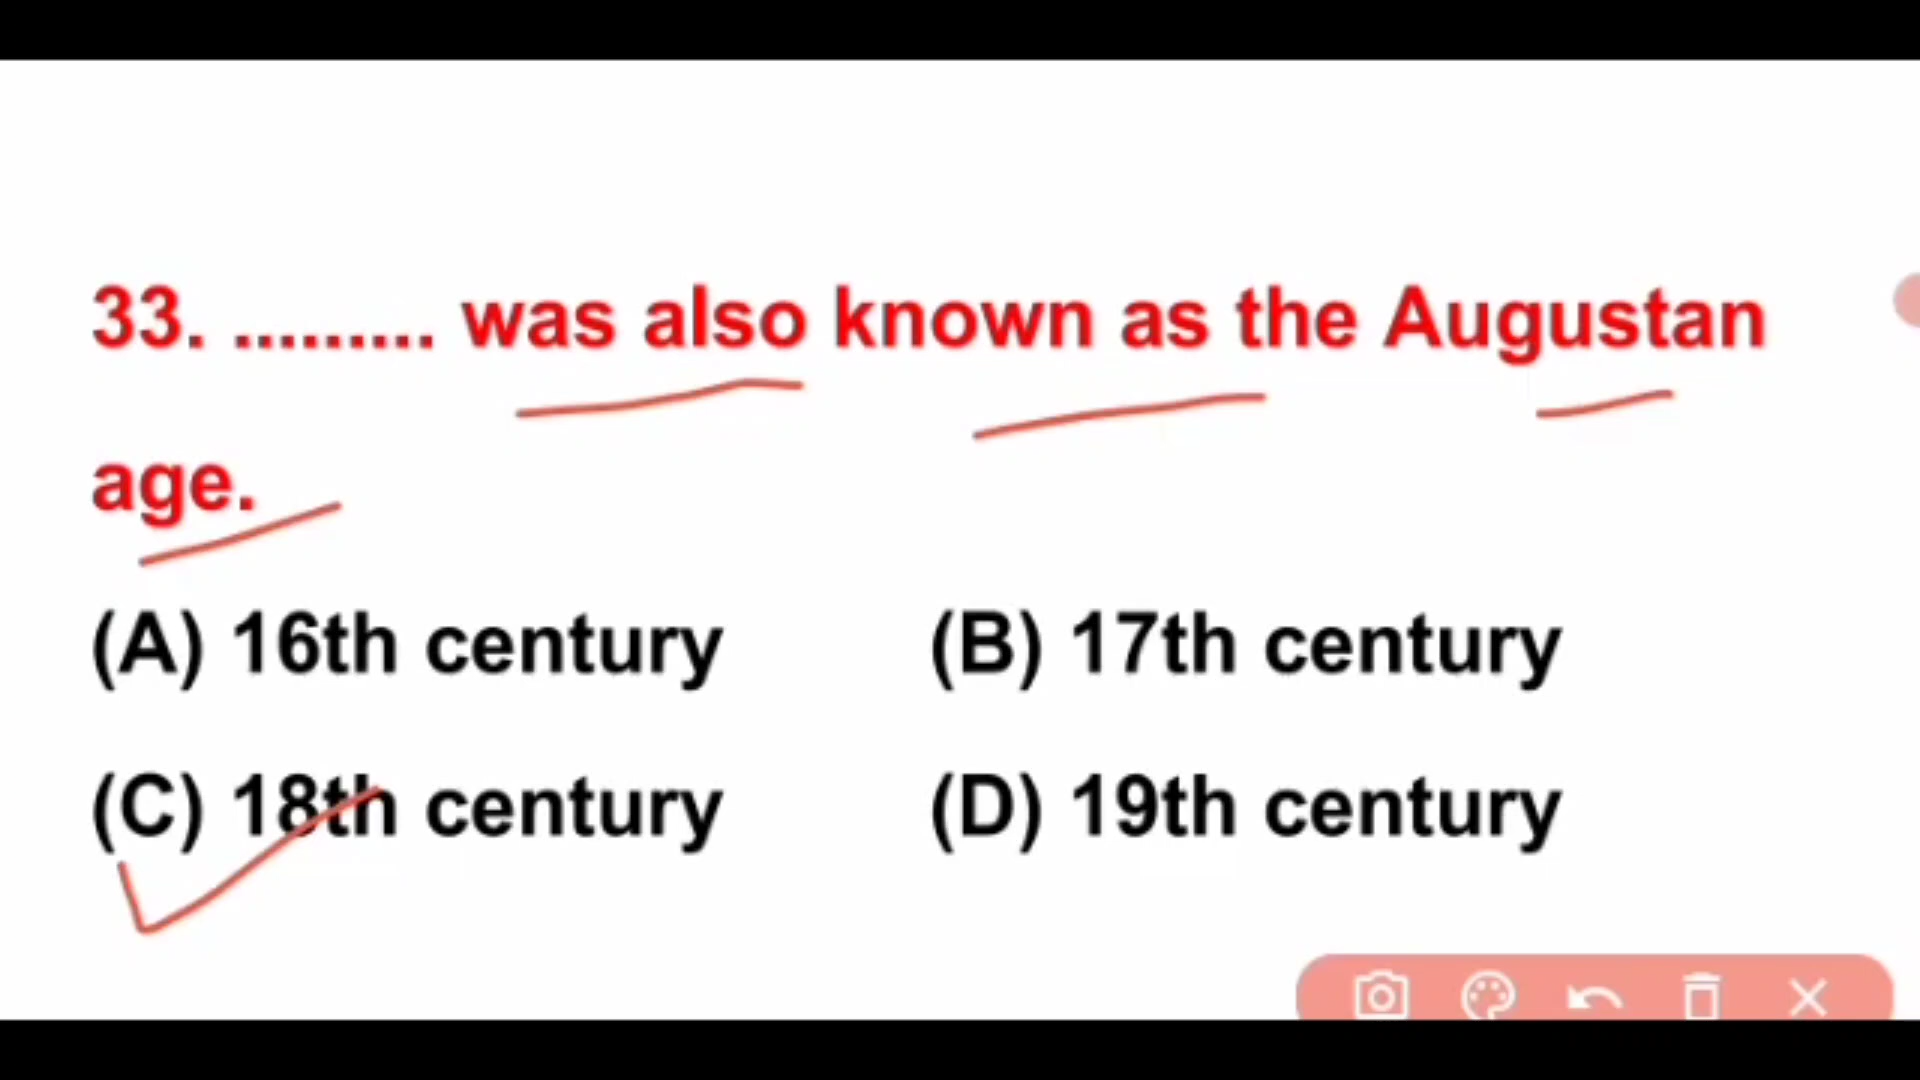 33. ......... was also known as the Augustan
age.
(A) 16th century (B) 17th century
(C) 18th century (D) 19th century